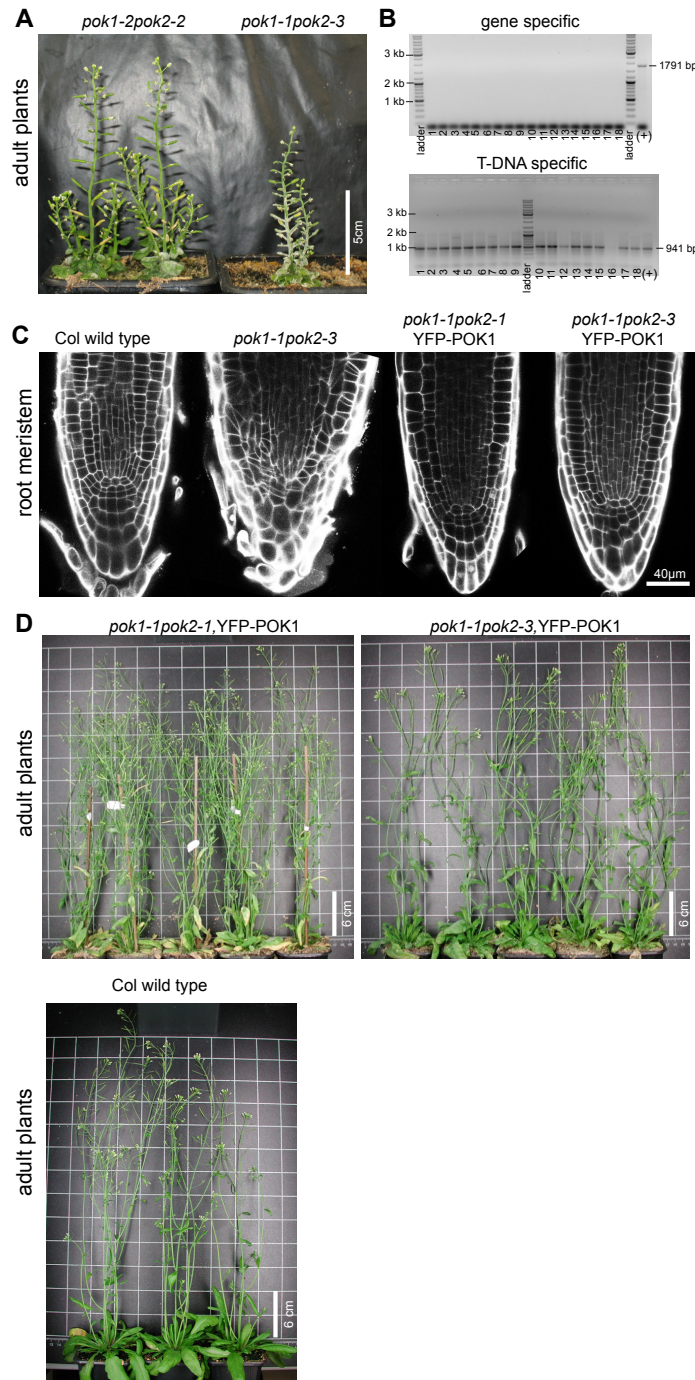 A
pok1-2pok2-2
pok1-1pok2-3
adult plants
5cm
B
gene specific
3 kb
2 kb
1 kb
1791 bp
ladder
1 2 3 4 5 6 7 8 9 10 11 12 13 14 15 16 17 18
ladder
(+)
T-DNA specific
3 kb
2 kb
1 kb
941 bp
1 2 3 4 5 6 7 8 9
ladder
10 11 12 13 14 15 16 17 18 (+)
C
Col wild type
pok1-1pok2-3
pok1-1pok2-1
YFP-POK1
pok1-1pok2-3
YFP-POK1
root meristem
40µm
D
pok1-1pok2-1,YFP-POK1
pok1-1pok2-3,YFP-POK1
adult plants
6 cm
6 cm
Col wild type
adult plants
6 cm